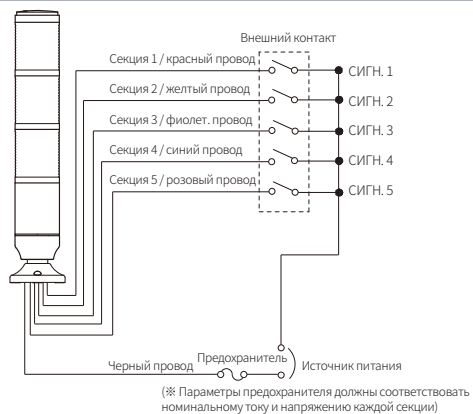 Внешний контакт
Секция 1 / красный провод
СИГН. 1
Секция 2 / желтый провод
СИГН. 2
Секция 3 / фиолет. провод
СИГН. 3
Секция 4 / синий провод
СИГН. 4
Секция 5 / розовый провод
СИГН. 5
Черный провод
Предохранитель
Источник питания
(※ Параметры предохранителя должны соответствовать
номинальному току и напряжению каждой секции)